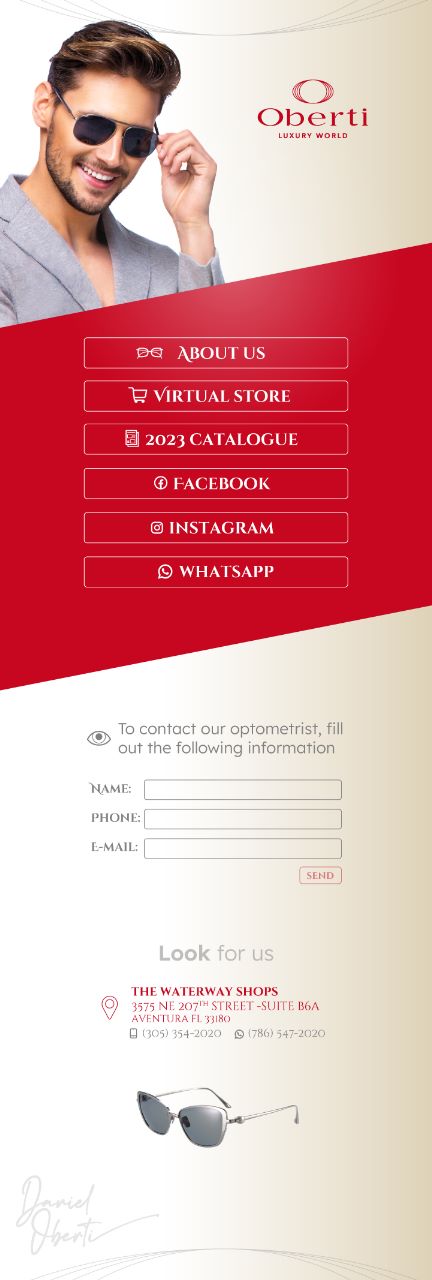 Oberti
LUXURY WORLD
ABOUT US
VIRTUAL STORE
2023 CATALOGUE
FACEBOOK
INSTAGRAM
WHATSAPP
To contact our optometrist, fill
out the following information
NAME:
PHONE:
E-MAIL:
SEND
Look for us
THE WATERWAY SHOPS
3575 NE 207TH STREET -SUITE B6A
AVENTURA FL 33180
(305) 354-2020 (786) 547-2020
Daniel
Oberti